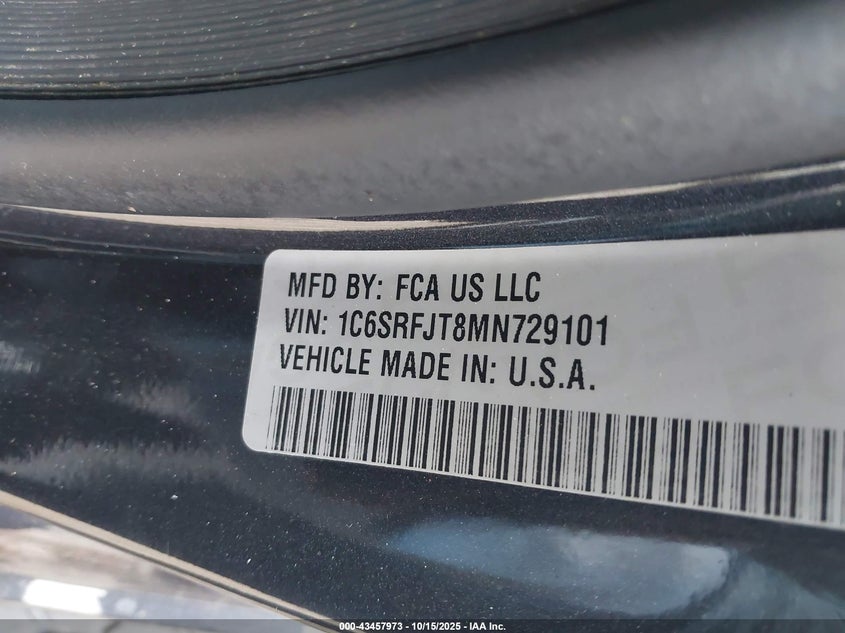 MFD BY: FCA US LLC
VIN: 1C6SRFJT8MN729101
VEHICLE MADE IN: U.S.A.
000-43457973 - 10/15/2025 - IAA Inc.